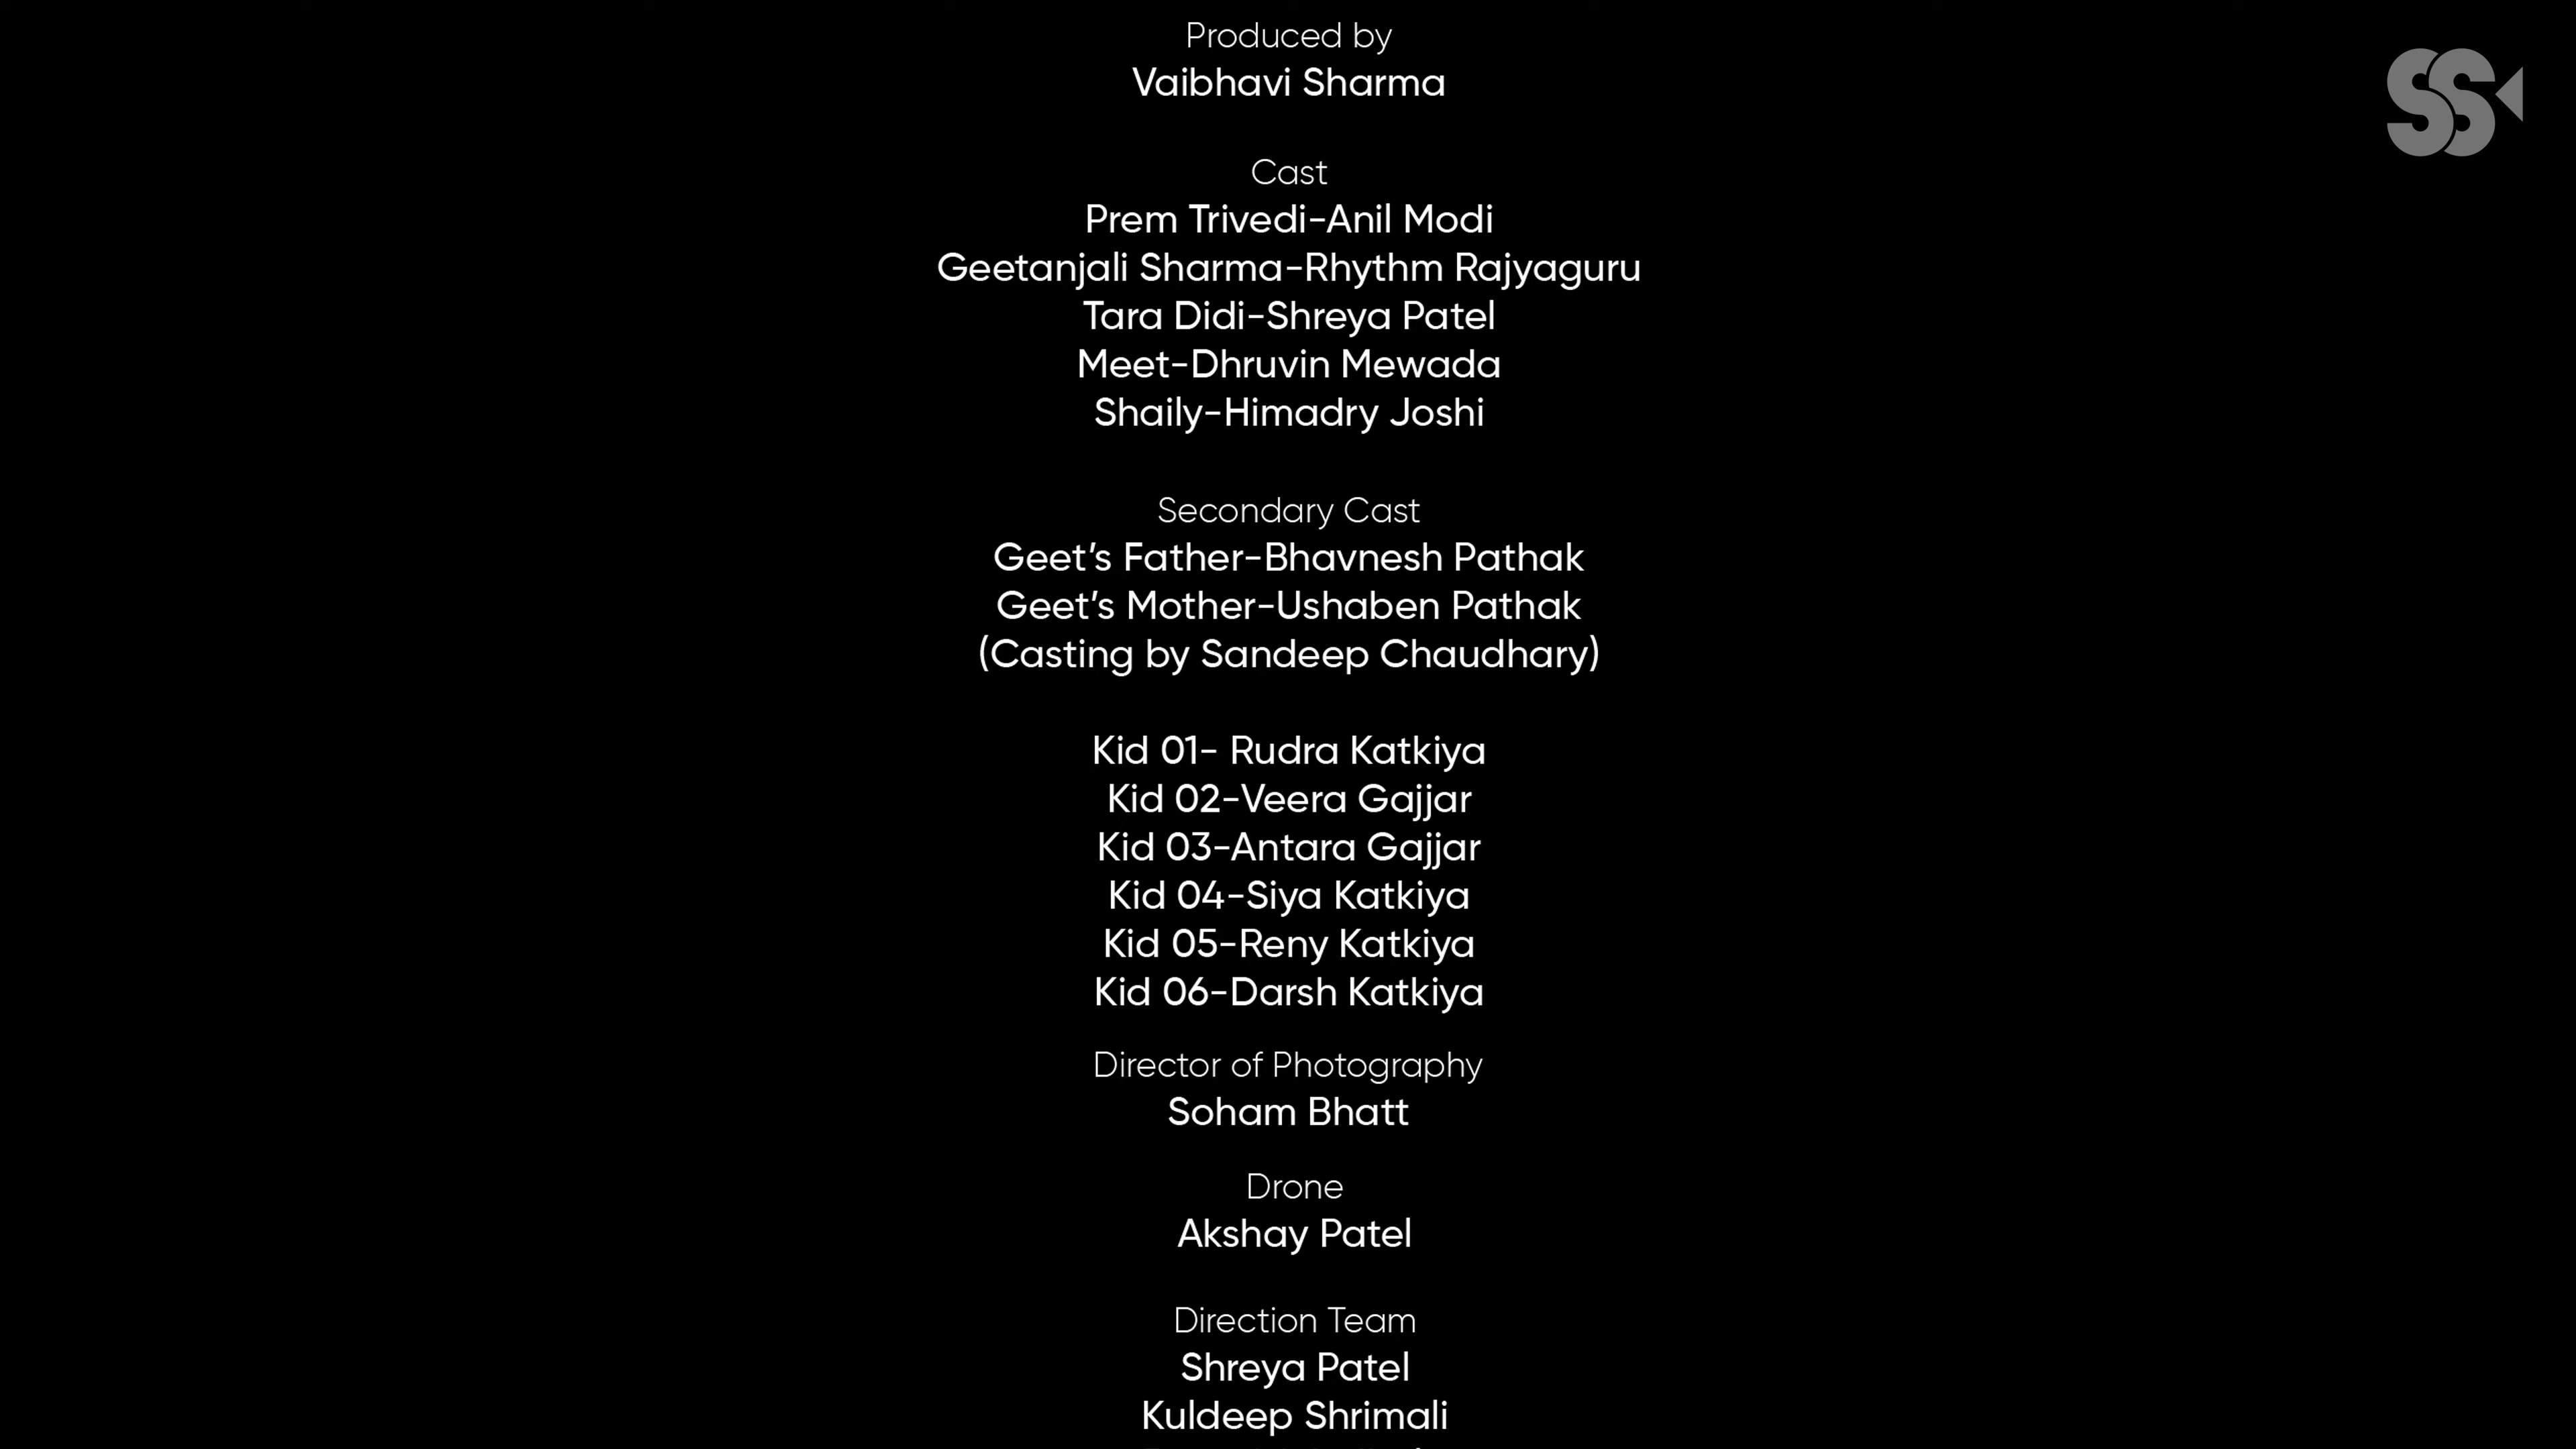 Produced by
Vaibhavi Sharma
SS
Cast
Prem Trivedi-Anil Modi
Geetanjali Sharma-Rhythm Rajyaguru
Tara Didi-Shreya Patel
Meet-Dhruvin Mewada
Shaily-Himadry Joshi
Secondary Cast
Geet’s Father-Bhavnesh Pathak
Geet’s Mother-Ushaben Pathak
(Casting by Sandeep Chaudhary)
Kid 01- Rudra Katkiya
Kid 02-Veera Gajjar
Kid 03-Antara Gajjar
Kid 04-Siya Katkiya
Kid 05-Reny Katkiya
Kid 06-Darsh Katkiya
Director of Photography
Soham Bhatt
Drone
Akshay Patel
Direction Team
Shreya Patel
Kuldeep Shrimali